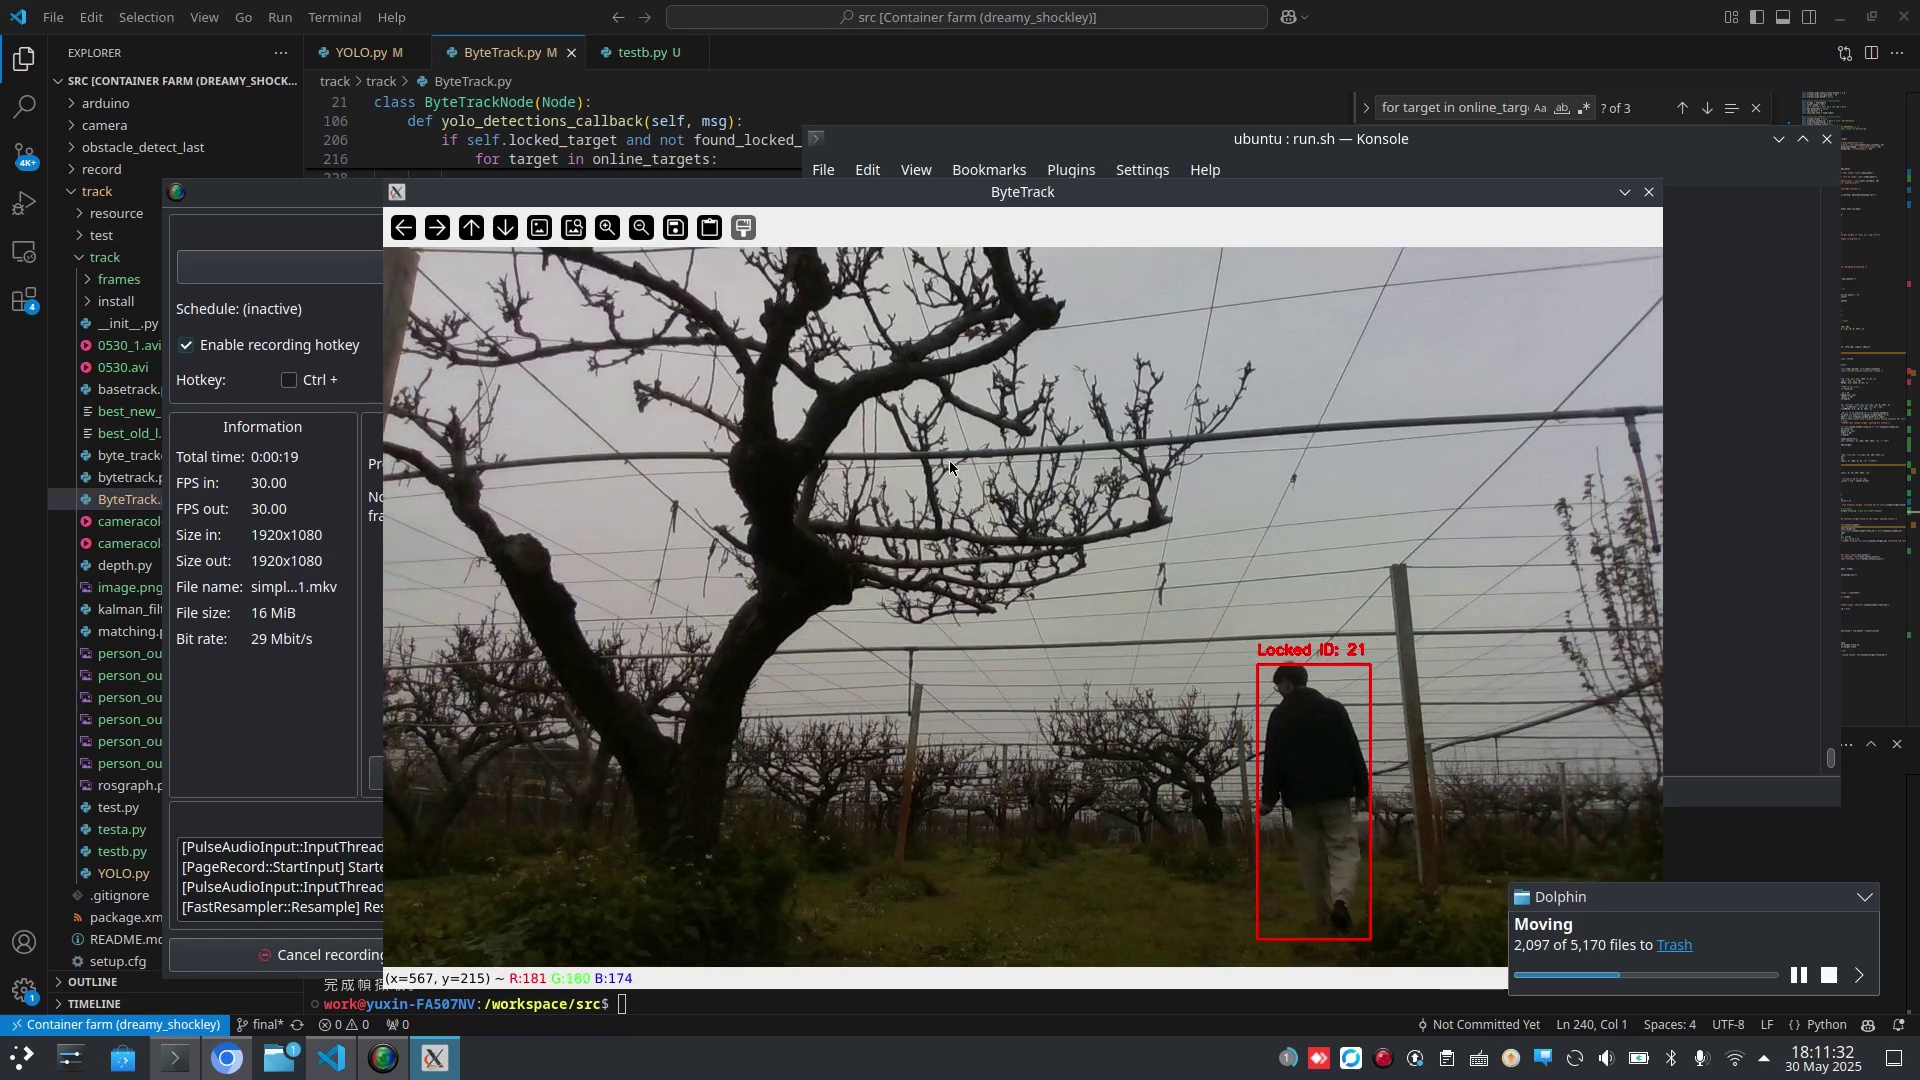 File Edit Selection View Go Run Terminal Help
src [Container farm (dreamy_shockley)]
EXPLORER
SRC [CONTAINER FARM (DREAMY_SHOCK...
arduino
camera
obstacle_detect_last
record
track
resource
test
track
frames
install
__init__.py
0530_1.avi
0530.avi
basetrack.
best_new_
best_old_l.
byte_track
bytetrack.p
ByteTrack.
cameracol
cameracol
depth.py
image.png
kalman_filt
matching.p
person_ou
person_ou
person_ou
person_ou
person_ou
person_ou
rosgraph.p
test.py
testa.py
testb.py
YOLO.py
.gitignore
package.xm
README.md
setup.cfg
OUTLINE
TIMELINE
4K+
4
1
YOLO.py M
ByteTrack.py M
testb.py U
track > track > ByteTrack.py
21 class ByteTrackNode(Node):
106 def yolo_detections_callback(self, msg):
206 if self.locked_target and not found_locked_
216 for target in online_targets:
for target in online_targ
Aa ab .*
? of 3
ubuntu : run.sh — Konsole
File Edit View Bookmarks Plugins Settings Help
ByteTrack
Schedule: (inactive)
Enable recording hotkey
Hotkey: Ctrl +
Information
Total time: 0:00:19
FPS in: 30.00
FPS out: 30.00
Size in: 1920x1080
Size out: 1920x1080
File name: simpl...1.mkv
File size: 16 MiB
Bit rate: 29 Mbit/s
Pr
No
fra
[PulseAudioInput::InputThread
[PageRecord::StartInput] Starte
[PulseAudioInput::InputThread
[FastResampler::Resample] Res
Cancel recording
Locked ID: 21
(x=567, y=215) ~ R:181 G:180 B:174
Dolphin
Moving
2,097 of 5,170 files to Trash
work@yuxin-FA507NV:/workspace/src$
Container farm (dreamy_shockley) final* 0 0 0
Not Committed Yet Ln 240, Col 1 Spaces: 4 UTF-8 LF {} Python
1
1
18:11:32
30 May 2025